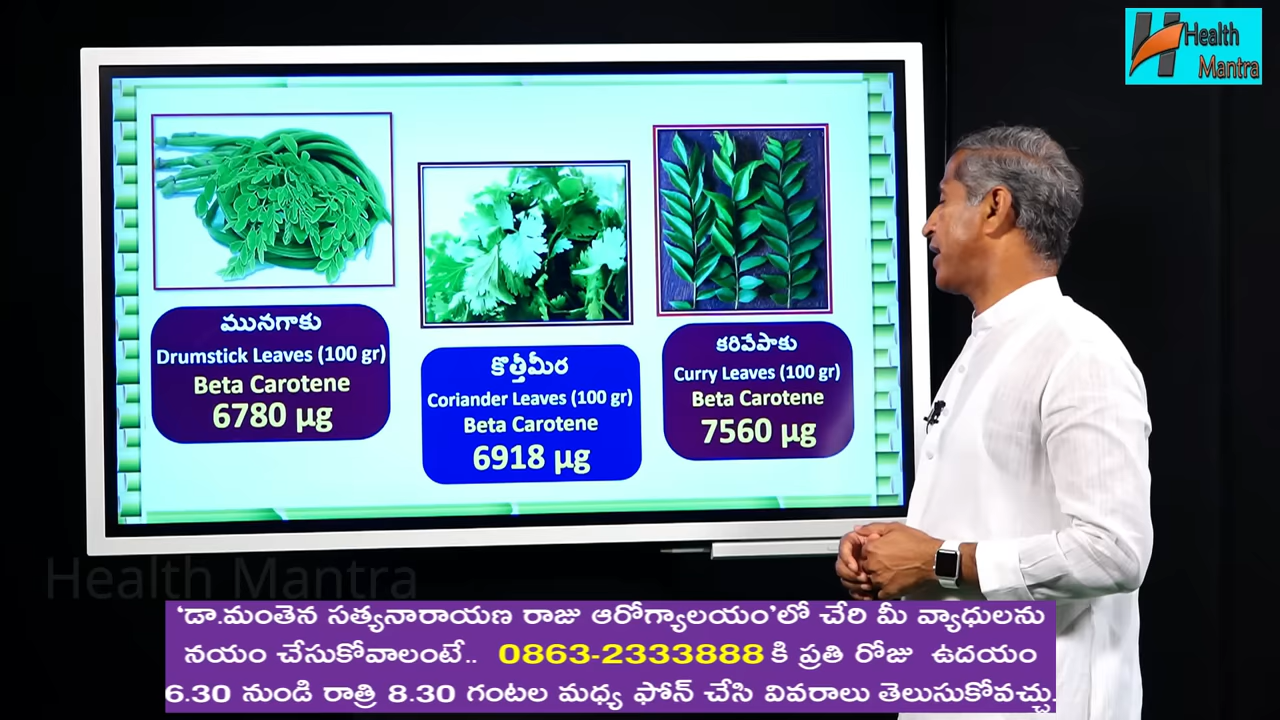 Health
Mantra
మునగాకు
Drumstick Leaves (100 gr)
Beta Carotene
6780 µg
కొత్తీమీర
Coriander Leaves (100 gr)
Beta Carotene
6918 µg
కరివేపాకు
Curry Leaves (100 gr)
Beta Carotene
7560 µg
Health Mantra
‘డా.మంతెన సత్యనారాయణ రాజు ఆరోగ్యాలయం’లో చేరి మీ వ్యాధులను
నయం చేసుకోవాలంటే.. 0863-2333888 కి ప్రతి రోజు ఉదయం
6.30 నుండి రాత్రి 8.30 గంటల మధ్య ఫోన్ చేసి వివరాలు తెలుసుకోవచ్చు.